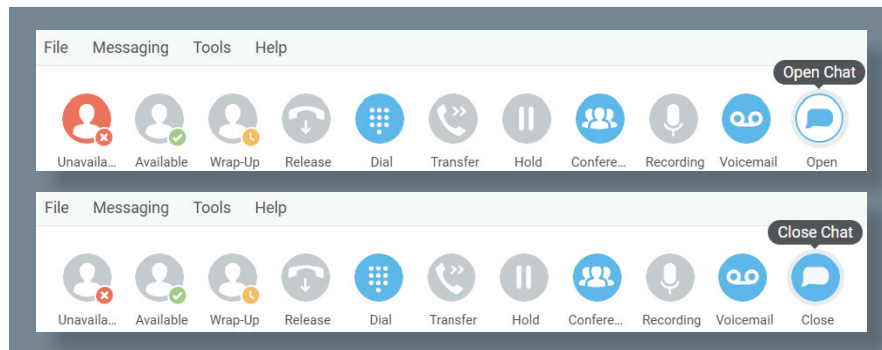 File Messaging Tools Help
Open Chat
Unavaila... Available Wrap-Up Release Dial Transfer Hold Confere... Recording Voicemail Open
File Messaging Tools Help
Close Chat
Unavaila... Available Wrap-Up Release Dial Transfer Hold Confere... Recording Voicemail Close